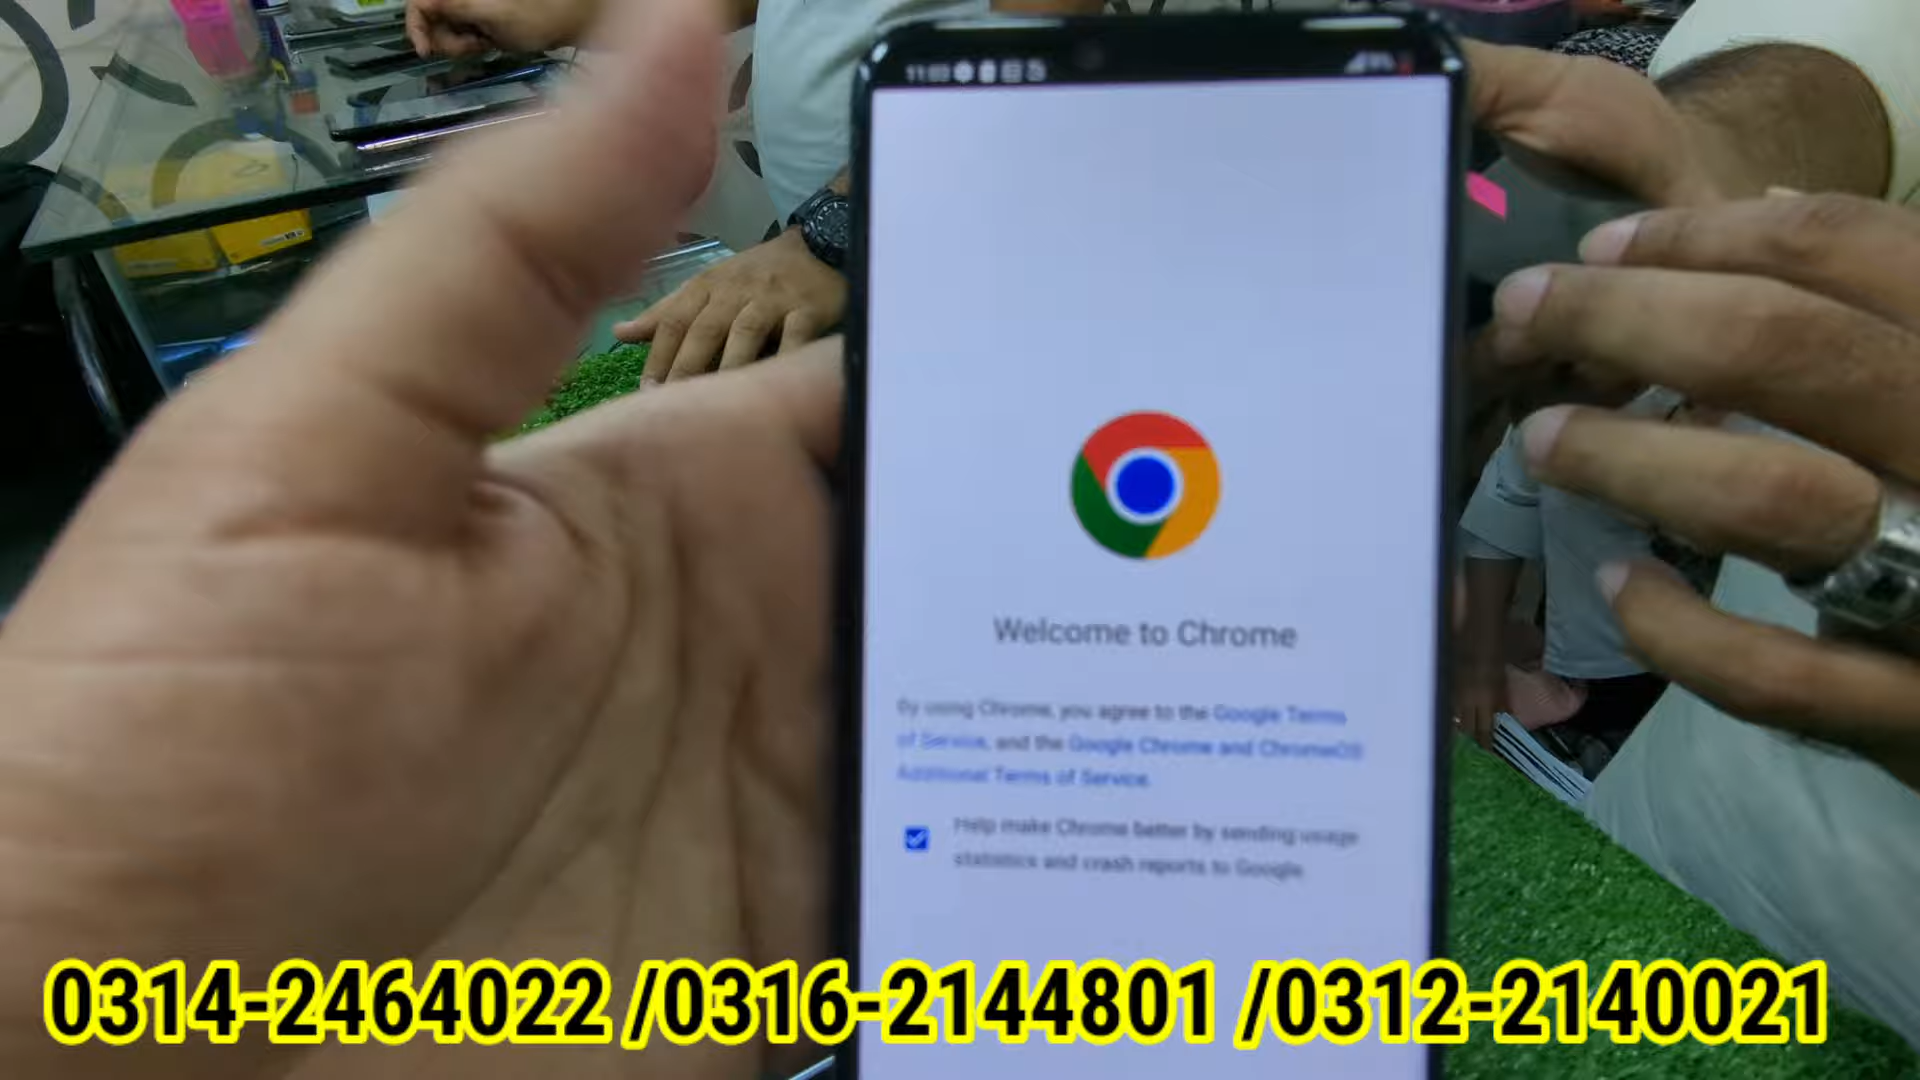 11:03
Welcome to Chrome
By using Chrome, you agree to the Google Terms
of Service, and the Google Chrome and ChromeOS
Additional Terms of Service.
Help make Chrome better by sending usage
statistics and crash reports to Google
0314-2464022 /0316-2144801 /0312-2140021